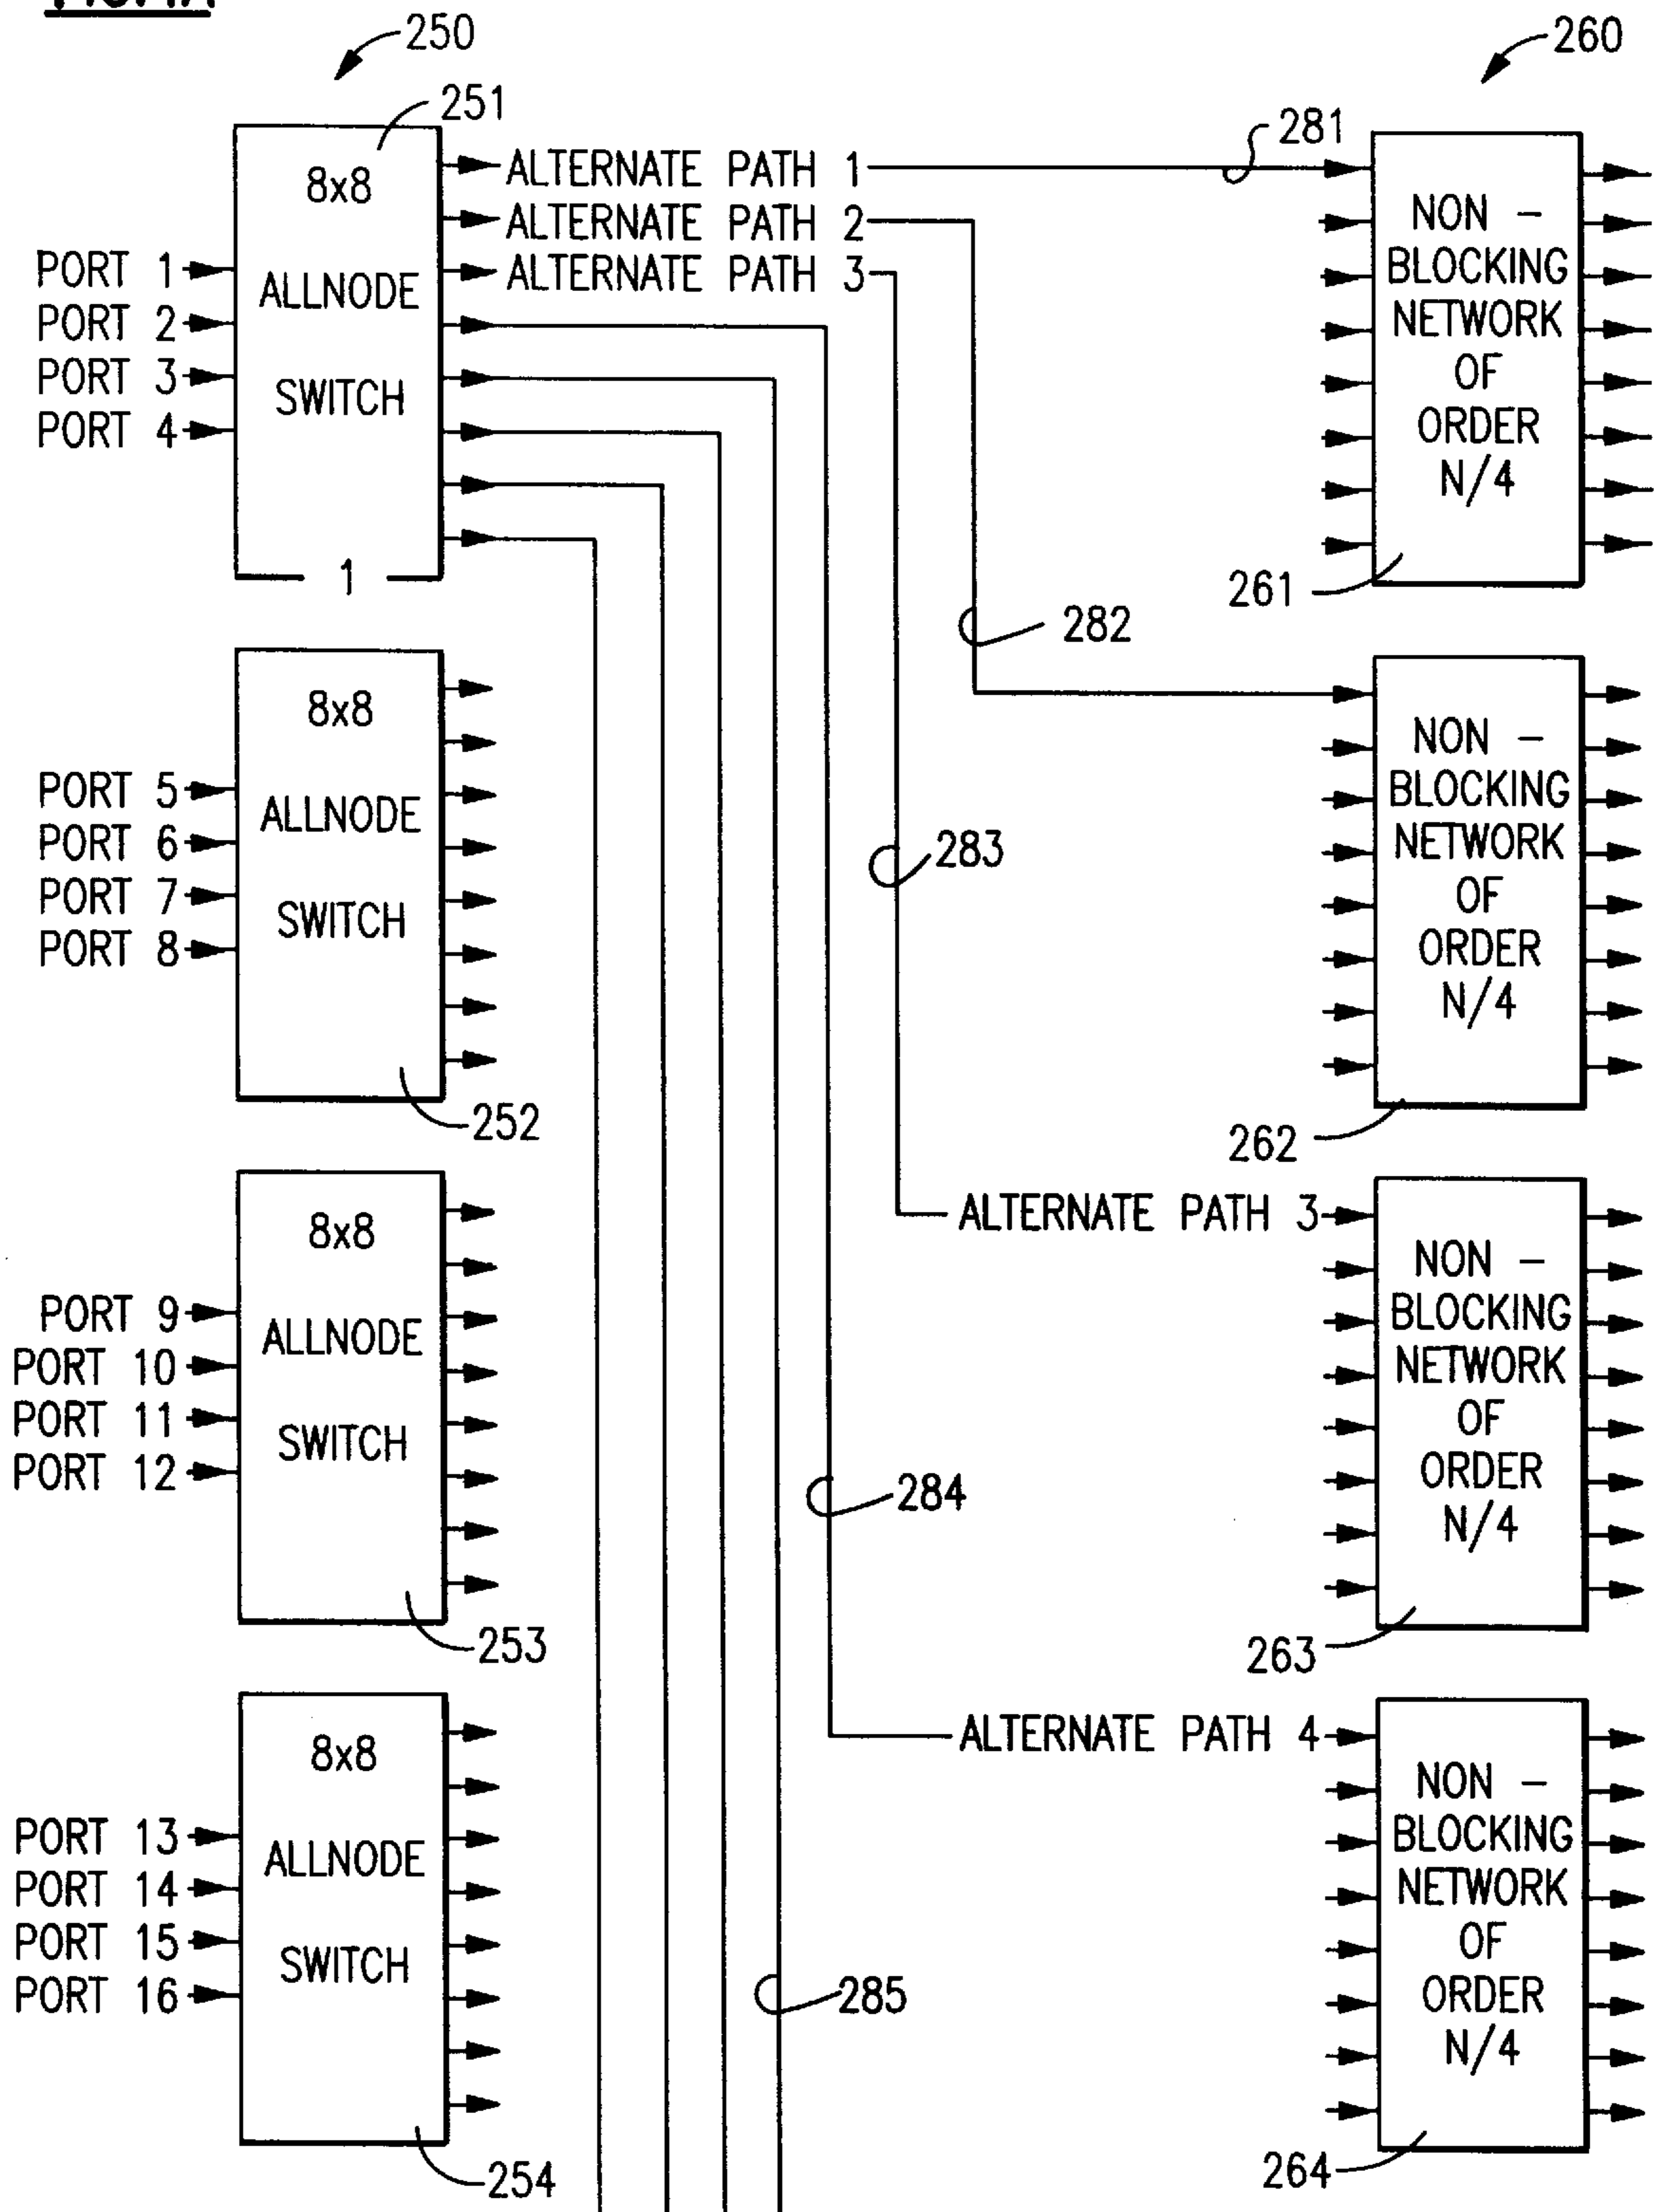 250
260
251
281
8x8
ALLNODE
SWITCH
1
PORT 1
PORT 2
PORT 3
PORT 4
ALTERNATE PATH 1
ALTERNATE PATH 2
ALTERNATE PATH 3
NON -
BLOCKING
NETWORK
OF
ORDER
N/4
261
282
8x8
ALLNODE
SWITCH
PORT 5
PORT 6
PORT 7
PORT 8
252
283
NON -
BLOCKING
NETWORK
OF
ORDER
N/4
262
8x8
ALLNODE
SWITCH
PORT 9
PORT 10
PORT 11
PORT 12
253
ALTERNATE PATH 3
284
NON -
BLOCKING
NETWORK
OF
ORDER
N/4
263
8x8
ALLNODE
SWITCH
PORT 13
PORT 14
PORT 15
PORT 16
254
ALTERNATE PATH 4
285
NON -
BLOCKING
NETWORK
OF
ORDER
N/4
264